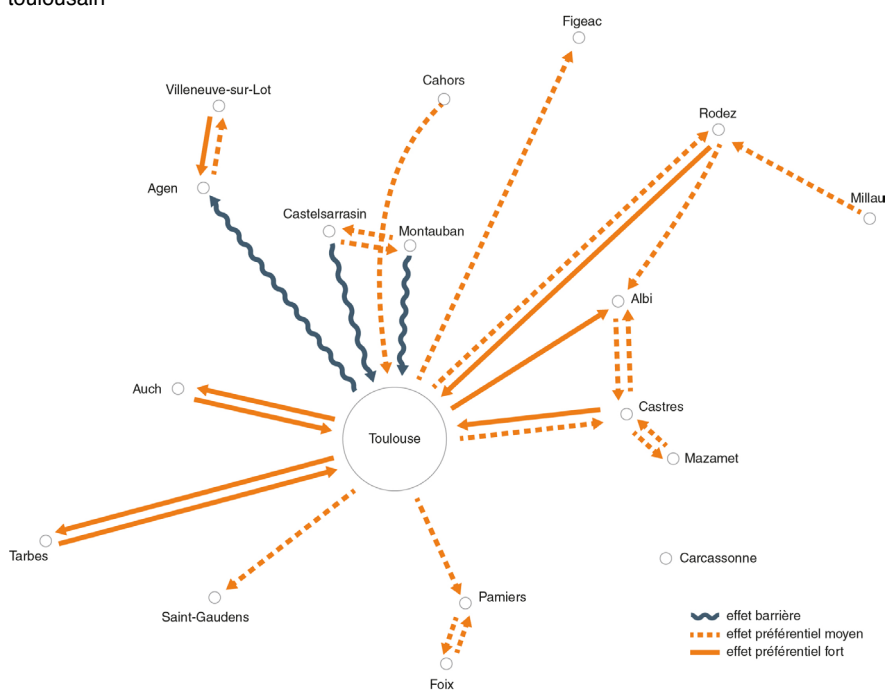 toulousain
Figeac
Cahors
Villeneuve-sur-Lot
Rodez
Agen
Millau
Castelsarrasin
Montauban
Albi
Auch
Castres
Toulouse
Mazamet
Tarbes
Carcassonne
Pamiers
Saint-Gaudens
effet barrière
effet préférentiel moyen
effet préférentiel fort
Foix